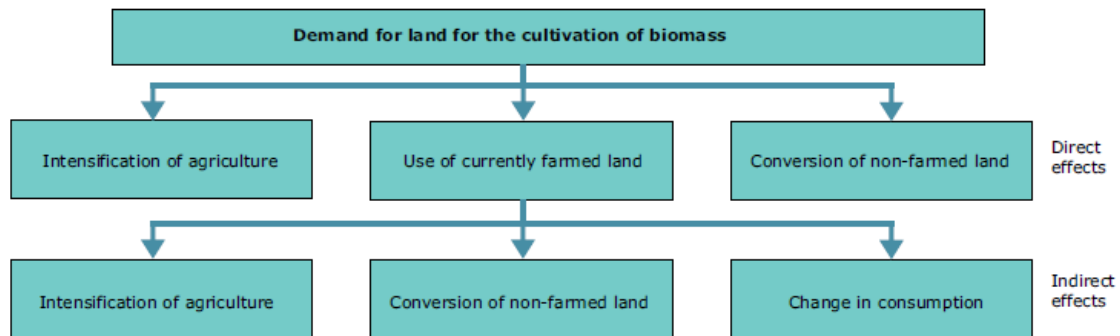 Demand for land for the cultivation of biomass
Intensification of agriculture
Use of currently farmed land
Conversion of non-farmed land
Direct
effects
Intensification of agriculture
Conversion of non-farmed land
Change in consumption
Indirect
effects